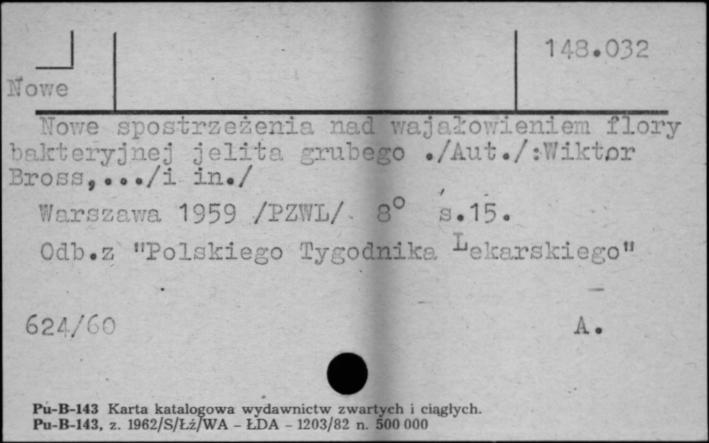 148.032
Nowe
Nowe spostrzeżenia nad wajałowieniem flory
bakteryjnej jelita grubego ./Aut./:Wiktor
Bross,.../i in./
Warszawa 1959 /PZWL/. 8° s.15.
Odb.z "Polskiego Tygodnika Lekarskiego"
624/60 A.
Pu-B-143 Karta katalogowa wydawnictw zwartych i ciągłych.
Pu-B-143, z. 1962/S/Łź/WA - ŁDA - 1203/82 n. 500 000